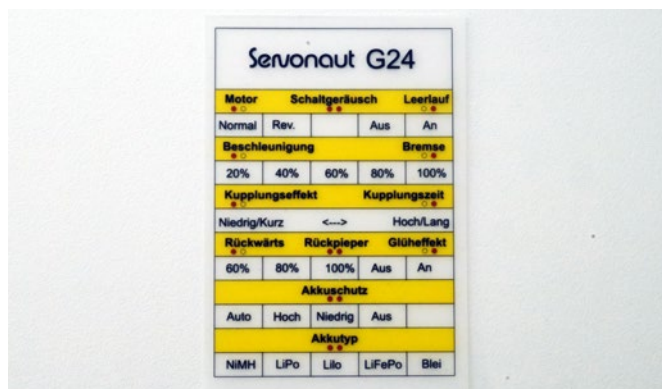 Servonaut G24
Motor Schaltgeräusch Leerlauf
Normal Rev. Aus An
Beschleunigung Bremse
20% 40% 60% 80% 100%
Kupplungseffekt Kupplungszeit
Niedrig/Kurz <---> Hoch/Lang
Rückwärts Rückpieper Glüheffekt
60% 80% 100% Aus An
Akkuschutz
Auto Hoch Niedrig Aus
Akkutyp
NiMH LiPo LiIo LiFePo Blei